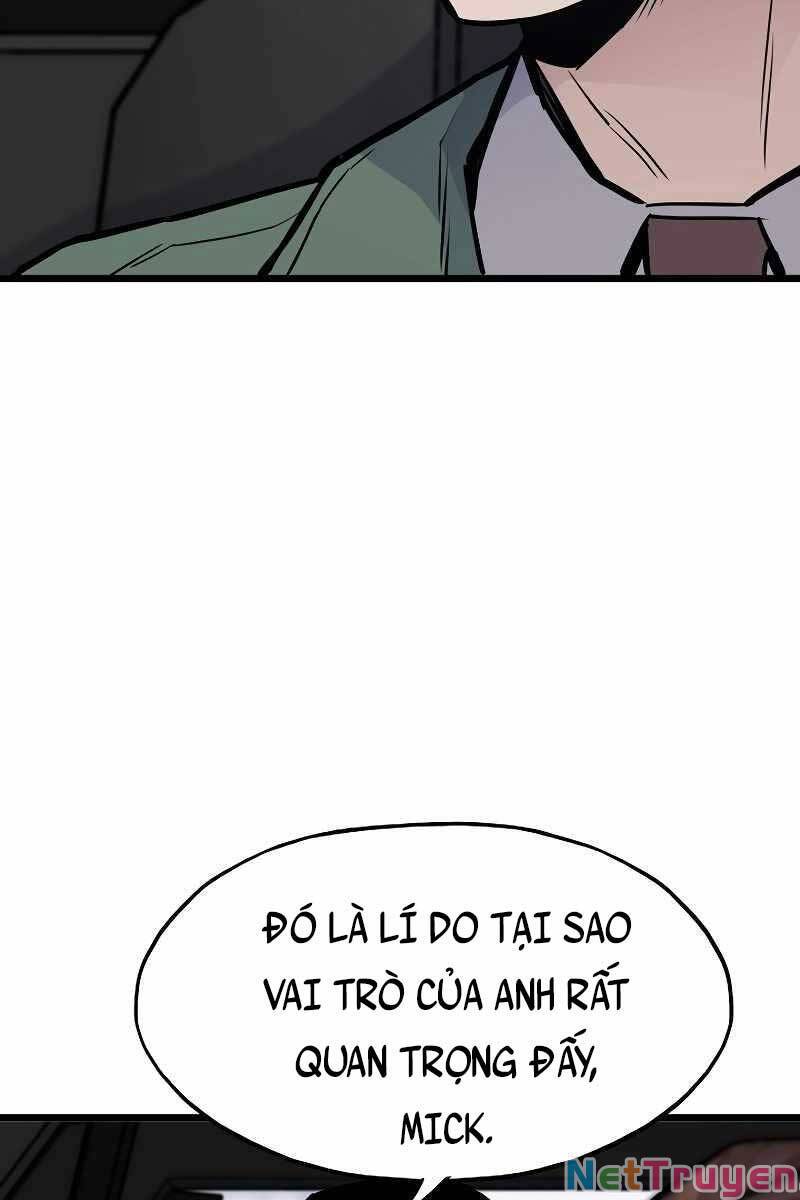 ĐÓ LÀ LÍ DO TẠI SAO
VAI TRÒ CỦA ANH RẤT
QUAN TRỌNG ĐẤY,
MICK.
NetTruyen